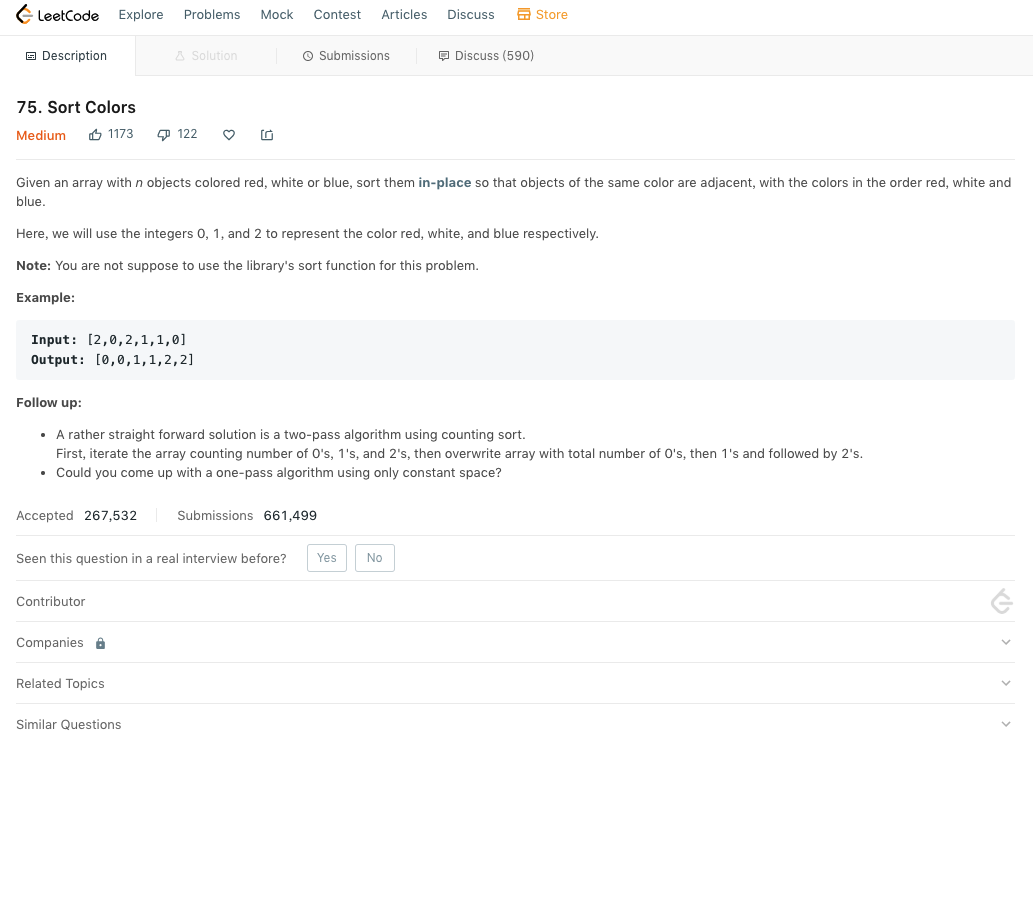 LeetCode Explore Problems Mock Contest Articles Discuss Store
Description Solution Submissions Discuss (590)
75. Sort Colors
Medium 1173 122
Given an array with n objects colored red, white or blue, sort them in-place so that objects of the same color are adjacent, with the colors in the order red, white and
blue.
Here, we will use the integers 0, 1, and 2 to represent the color red, white, and blue respectively.
Note: You are not suppose to use the library's sort function for this problem.
Example:
Input: [2,0,2,1,1,0]
Output: [0,0,1,1,2,2]
Follow up:
• A rather straight forward solution is a two-pass algorithm using counting sort.
First, iterate the array counting number of 0's, 1's, and 2's, then overwrite array with total number of 0's, then 1's and followed by 2's.
• Could you come up with a one-pass algorithm using only constant space?
Accepted 267,532 Submissions 661,499
Seen this question in a real interview before? Yes No
Contributor
Companies
Related Topics
Similar Questions